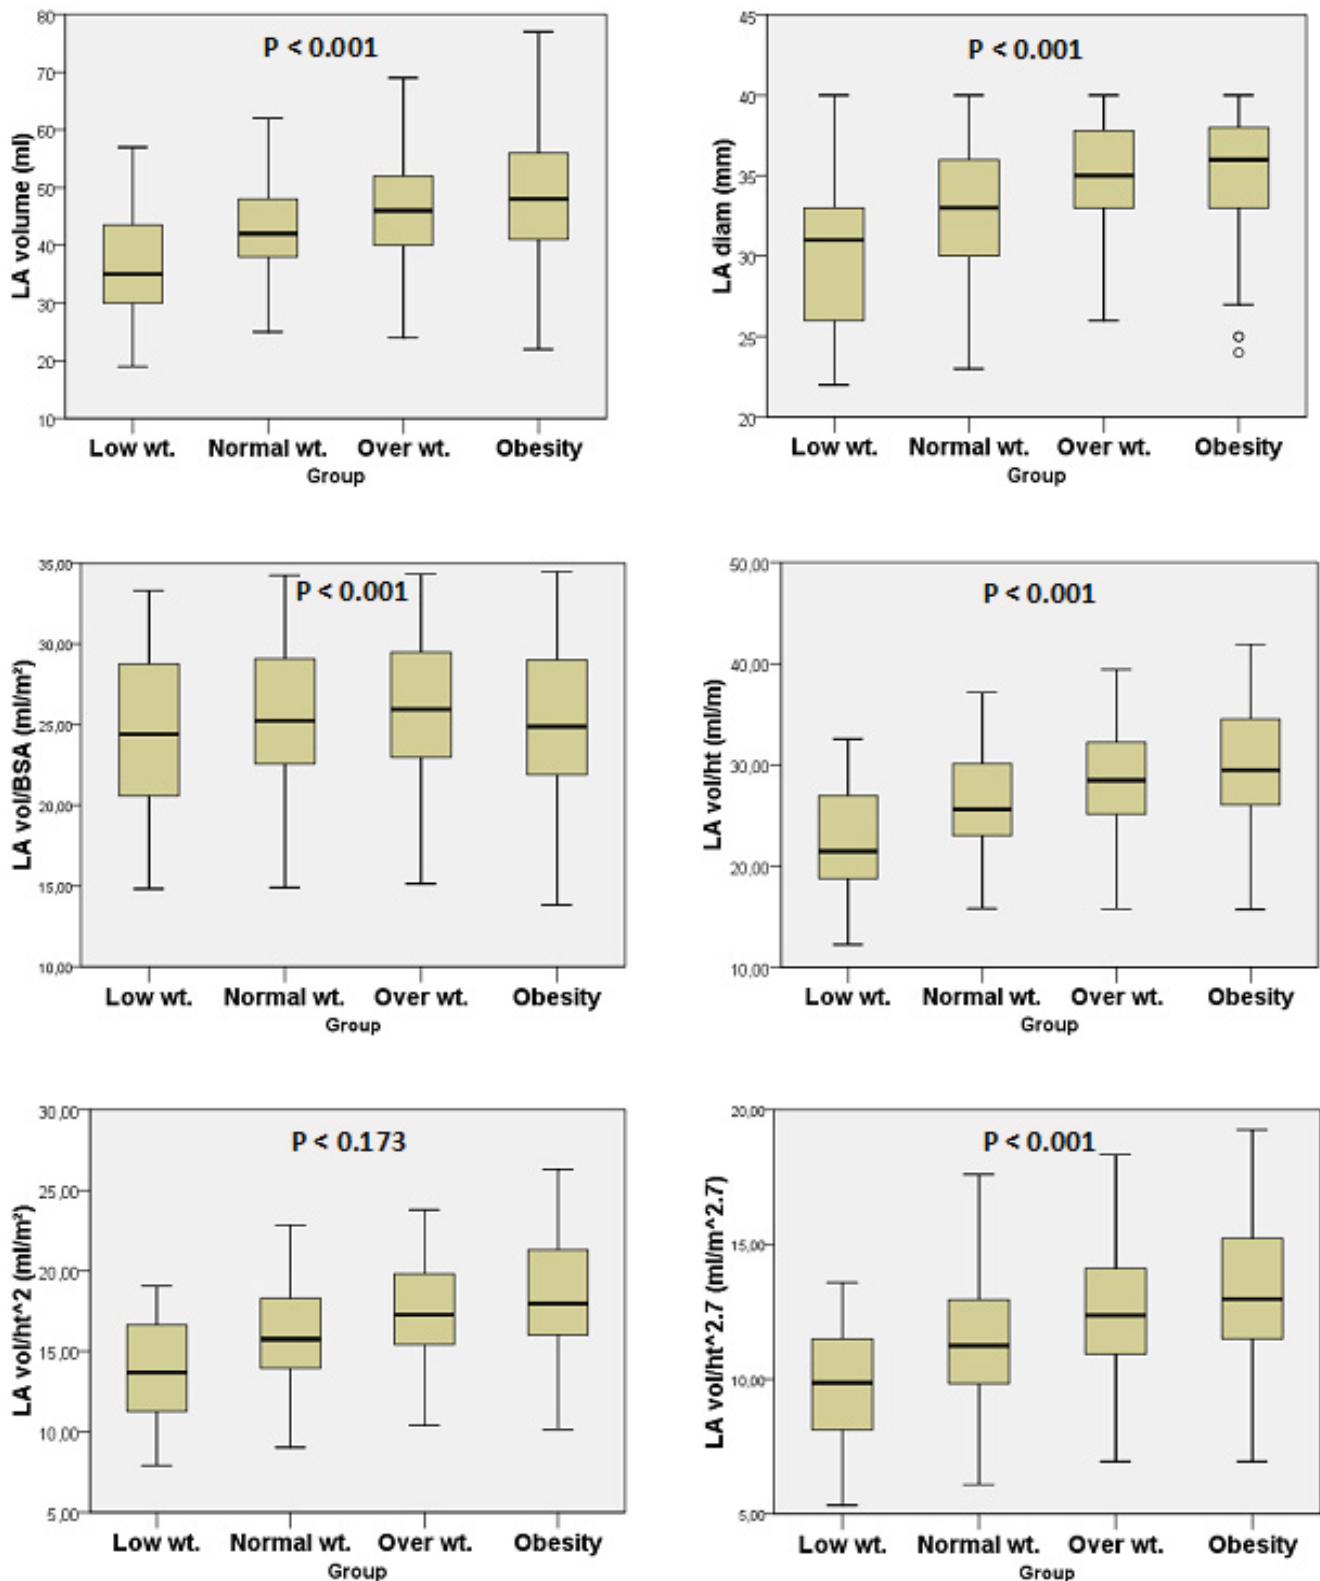 P < 0.001
LA volume (ml)
80
70
60
50
40
30
20
10
Low wt. Normal wt. Over wt. Obesity
Group
P < 0.001
LA diam (mm)
45
40
35
30
25
20
Low wt. Normal wt. Over wt. Obesity
Group
P < 0.001
LA vol/BSA (ml/m²)
35,00
30,00
25,00
20,00
15,00
10,00
Low wt. Normal wt. Over wt. Obesity
Group
P < 0.001
LA vol/ht (ml/m)
50,00
40,00
30,00
20,00
10,00
Low wt. Normal wt. Over wt. Obesity
Group
P < 0.173
LA vol/ht^2 (ml/m²)
30,00
25,00
20,00
15,00
10,00
5,00
Low wt. Normal wt. Over wt. Obesity
Group
P < 0.001
LA vol/ht^2.7 (ml/m^2.7)
20,00
15,00
10,00
5,00
Low wt. Normal wt. Over wt. Obesity
Group